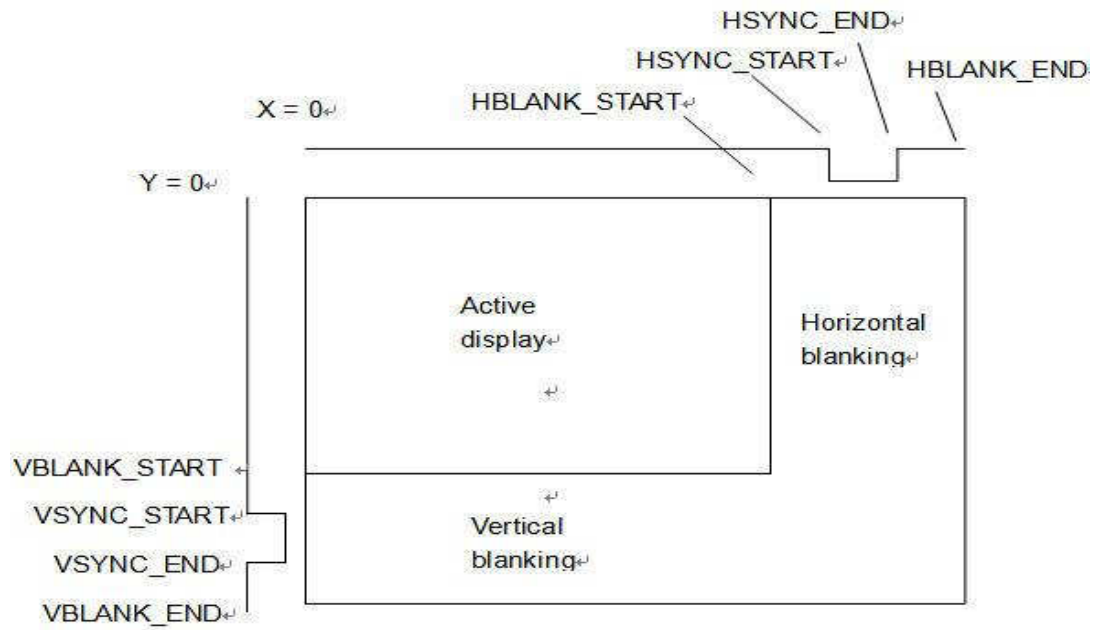 HSYNC_END
HSYNC_START
HBLANK_END
HBLANK_START
X = 0
Y = 0
Active
display
Horizontal
blanking
VBLANK_START
VSYNC_START
Vertical
blanking
VSYNC_END
VBLANK_END